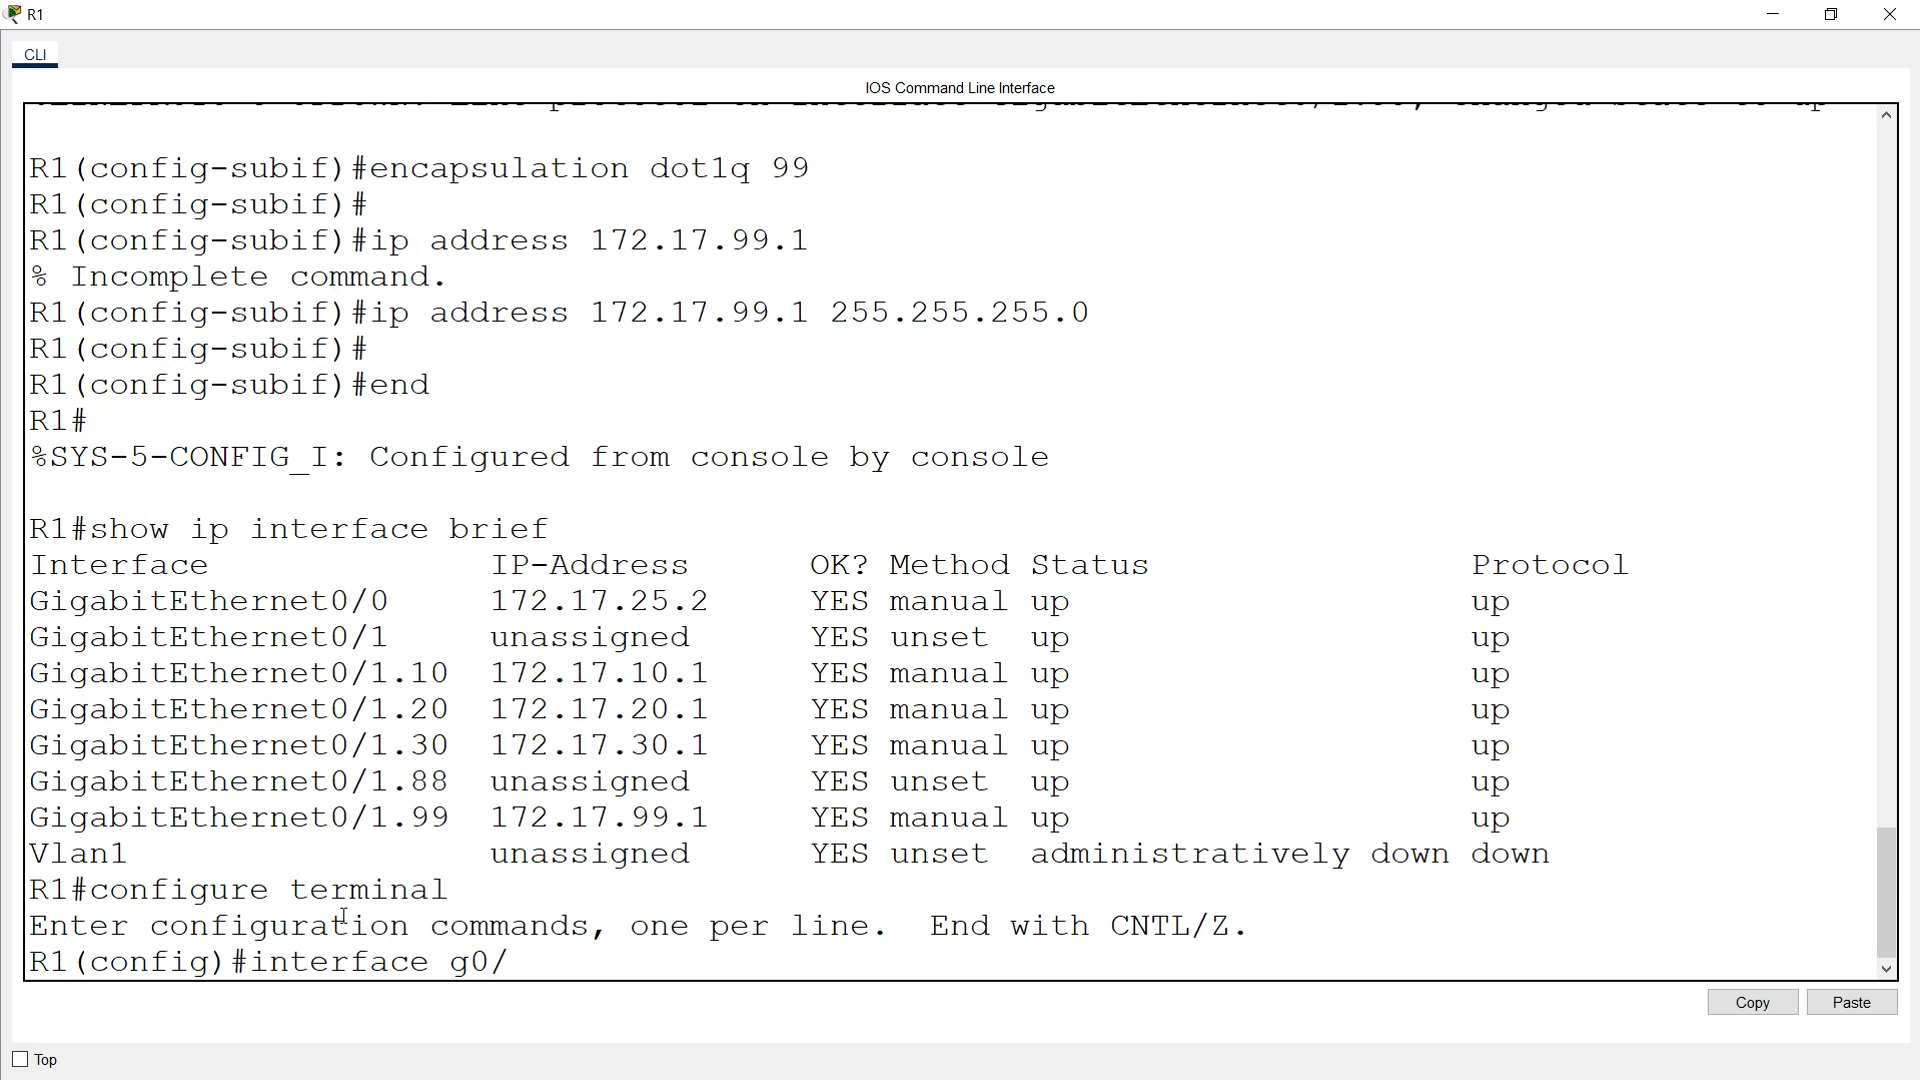 R1
CLI
IOS Command Line Interface
R1(config-subif)#encapsulation dot1q 99
R1(config-subif)#
R1(config-subif)#ip address 172.17.99.1
% Incomplete command.
R1(config-subif)#ip address 172.17.99.1 255.255.255.0
R1(config-subif)#
R1(config-subif)#end
R1#
%SYS-5-CONFIG_I: Configured from console by console
R1#show ip interface brief
Interface IP-Address OK? Method Status Protocol
GigabitEthernet0/0 172.17.25.2 YES manual up up
GigabitEthernet0/1 unassigned YES unset up up
GigabitEthernet0/1.10 172.17.10.1 YES manual up up
GigabitEthernet0/1.20 172.17.20.1 YES manual up up
GigabitEthernet0/1.30 172.17.30.1 YES manual up up
GigabitEthernet0/1.88 unassigned YES unset up up
GigabitEthernet0/1.99 172.17.99.1 YES manual up up
Vlan1 unassigned YES unset administratively down down
R1#configure terminal
Enter configuration commands, one per line. End with CNTL/Z.
R1(config)#interface g0/
Copy Paste
Top